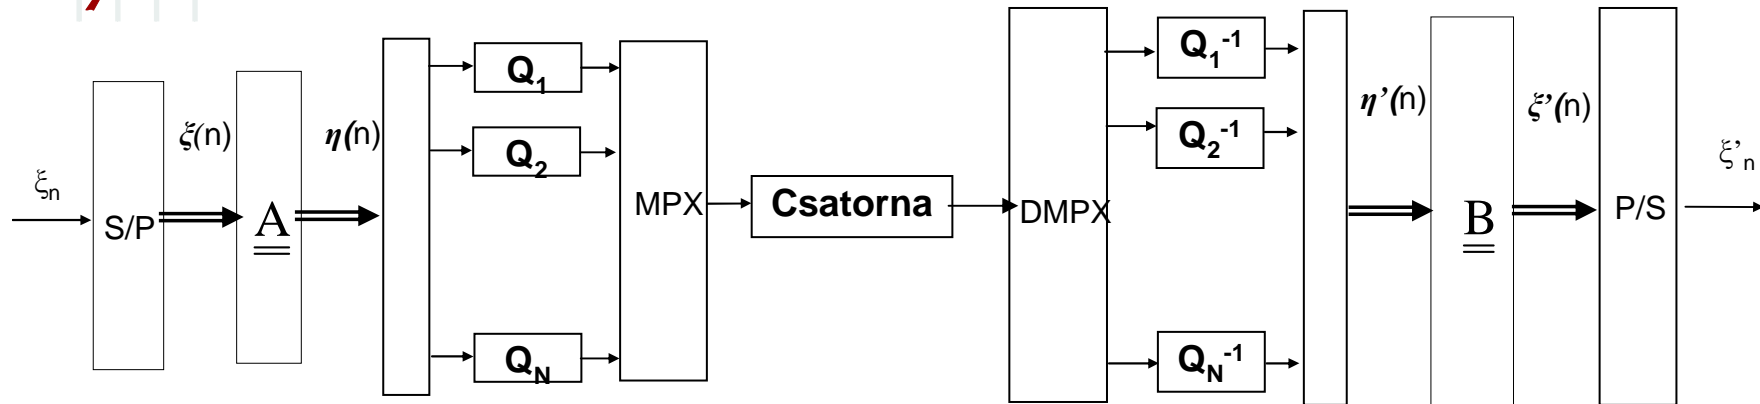 ξn
S/P
ξ(n)
A
η(n)
Q1
Q2
QN
MPX
Csatorna
DMPX
Q1-1
Q2-1
QN-1
η’(n)
B
ξ’(n)
P/S
ξ’n